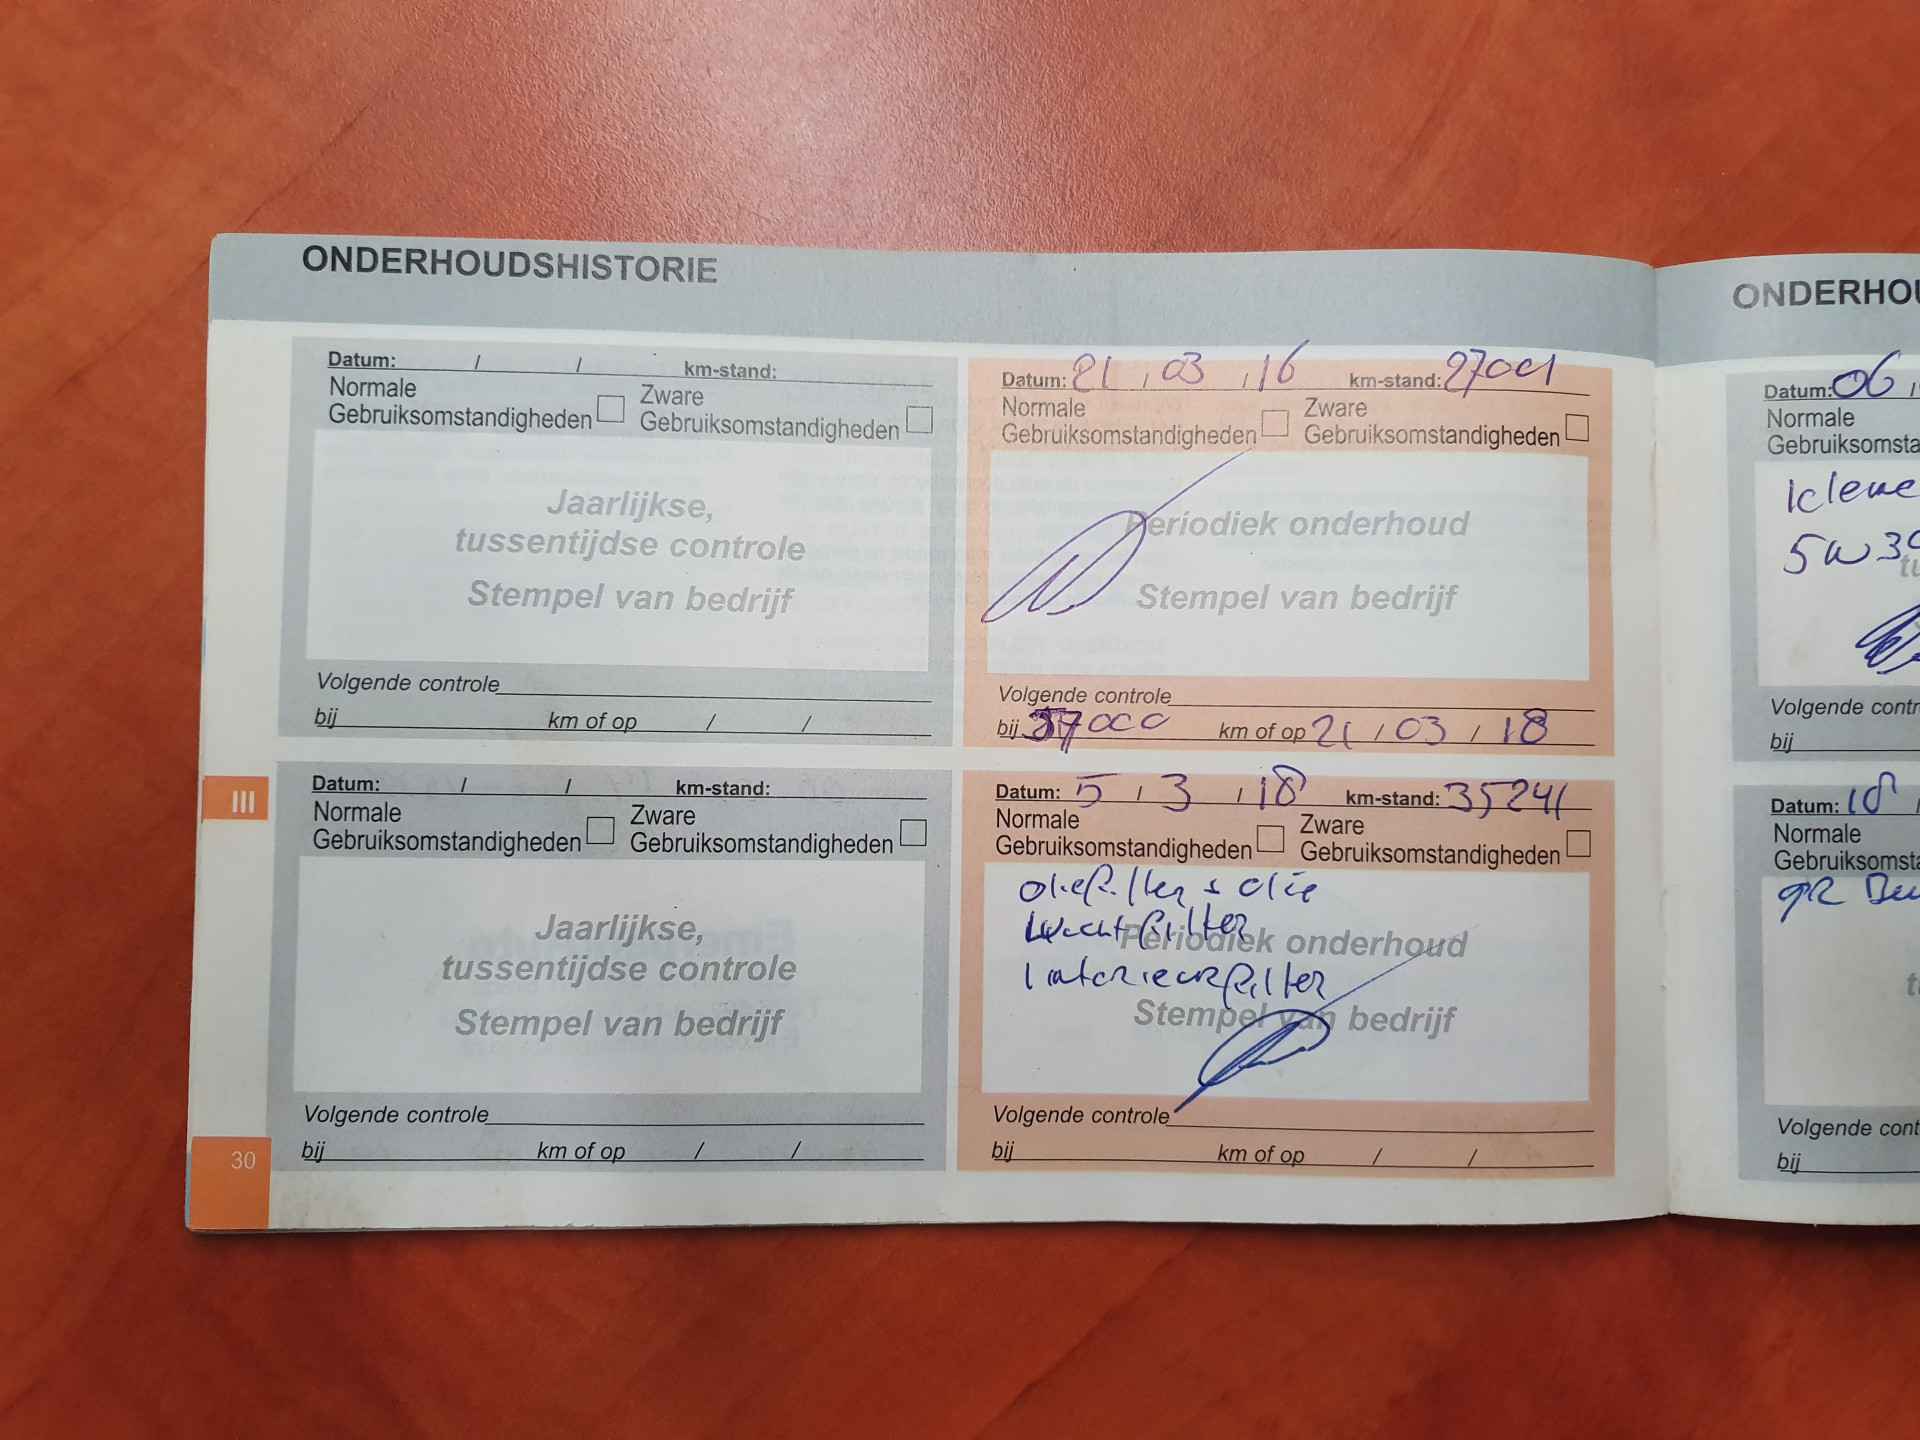 ONDERHOUDSHISTORIE
Datum: / / km-stand:
Normale
Gebruiksomstandigheden
Zware
Gebruiksomstandigheden
Jaarlijkse,
tussentijdse controle
Stempel van bedrijf
Volgende controle
bij km of op / /
Datum: 21 / 03 / 16 km-stand: 27001
Normale
Gebruiksomstandigheden
Zware
Gebruiksomstandigheden
Periodiek onderhoud
Stempel van bedrijf
Volgende controle
bij 37000 km of op 21 / 03 / 18
III
Datum: / / km-stand:
Normale
Gebruiksomstandigheden
Zware
Gebruiksomstandigheden
Jaarlijkse,
tussentijdse controle
Stempel van bedrijf
Volgende controle
bij km of op / /
Datum: 5 / 3 / 18 km-stand: 35241
Normale
Gebruiksomstandigheden
Zware
Gebruiksomstandigheden
oliefilter + olie
Luchtfilter
Interieurfilter
Periodiek onderhoud
Stempel van bedrijf
Volgende controle
bij km of op / /
30
ONDERHOU
Datum: 06 /
Normale
Gebruiksomsta
5w30
tu
Volgende contr
bij
Datum: 18 /
Normale
Gebruiksomsta
gr
t
Volgende cont
bij